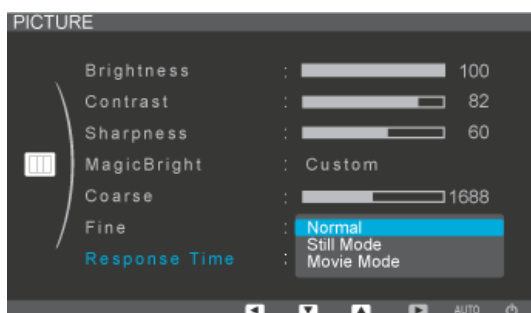 PICTURE
Brightness : 100
Contrast : 82
Sharpness : 60
MagicBright : Custom
Coarse : 1688
Fine : Normal
Still Mode
Response Time : Movie Mode
AUTO